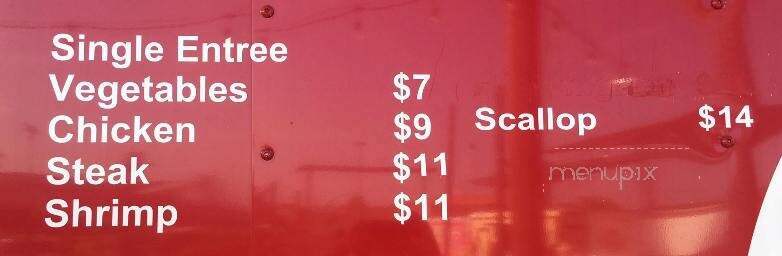 Single Entree
Vegetables $7
Chicken $9
Steak $11
Shrimp $11
Scallop $14
menupix